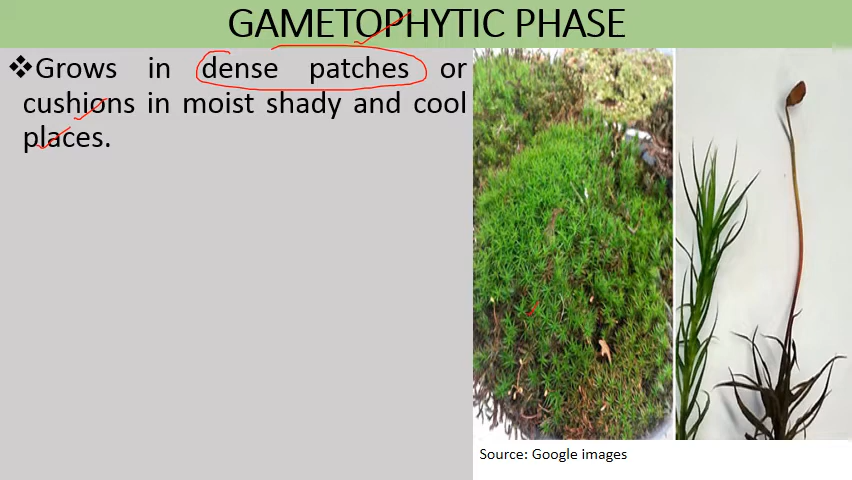 GAMETOPHYTIC PHASE
❖Grows in dense patches or
cushions in moist shady and cool
places.
Source: Google images